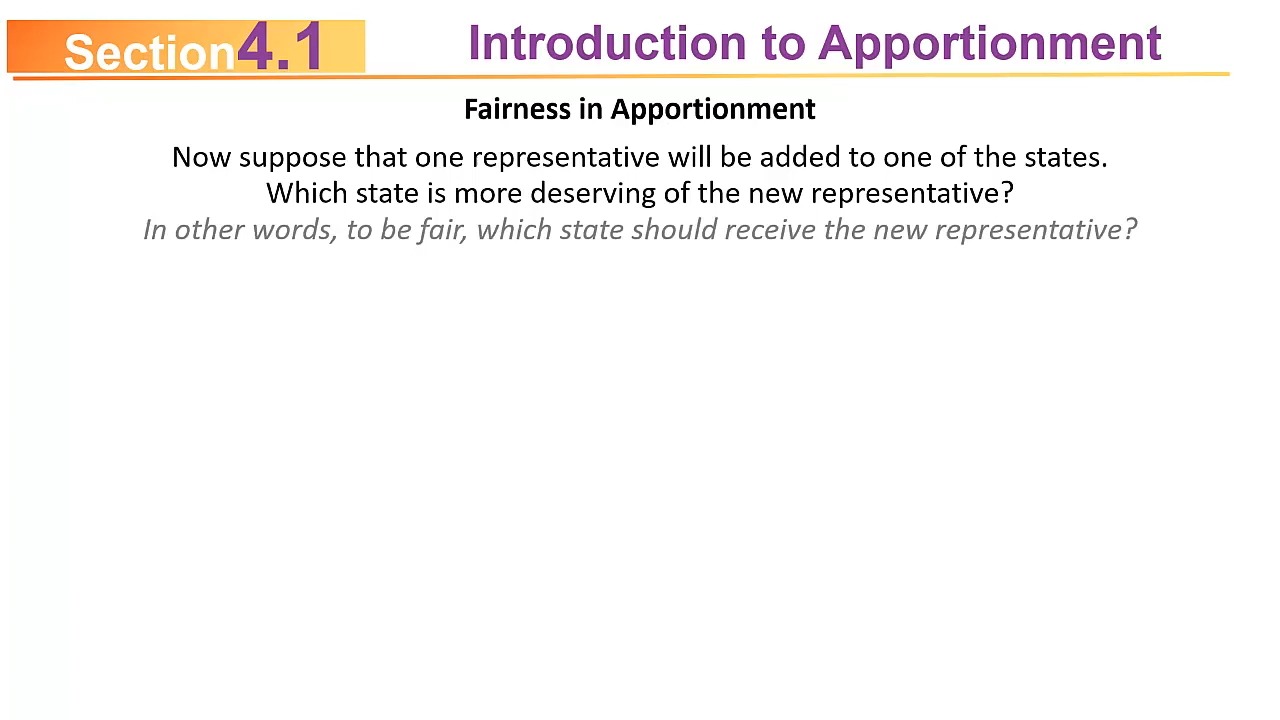 Section4.1
Introduction to Apportionment
Fairness in Apportionment
Now suppose that one representative will be added to one of the states.
Which state is more deserving of the new representative?
In other words, to be fair, which state should receive the new representative?